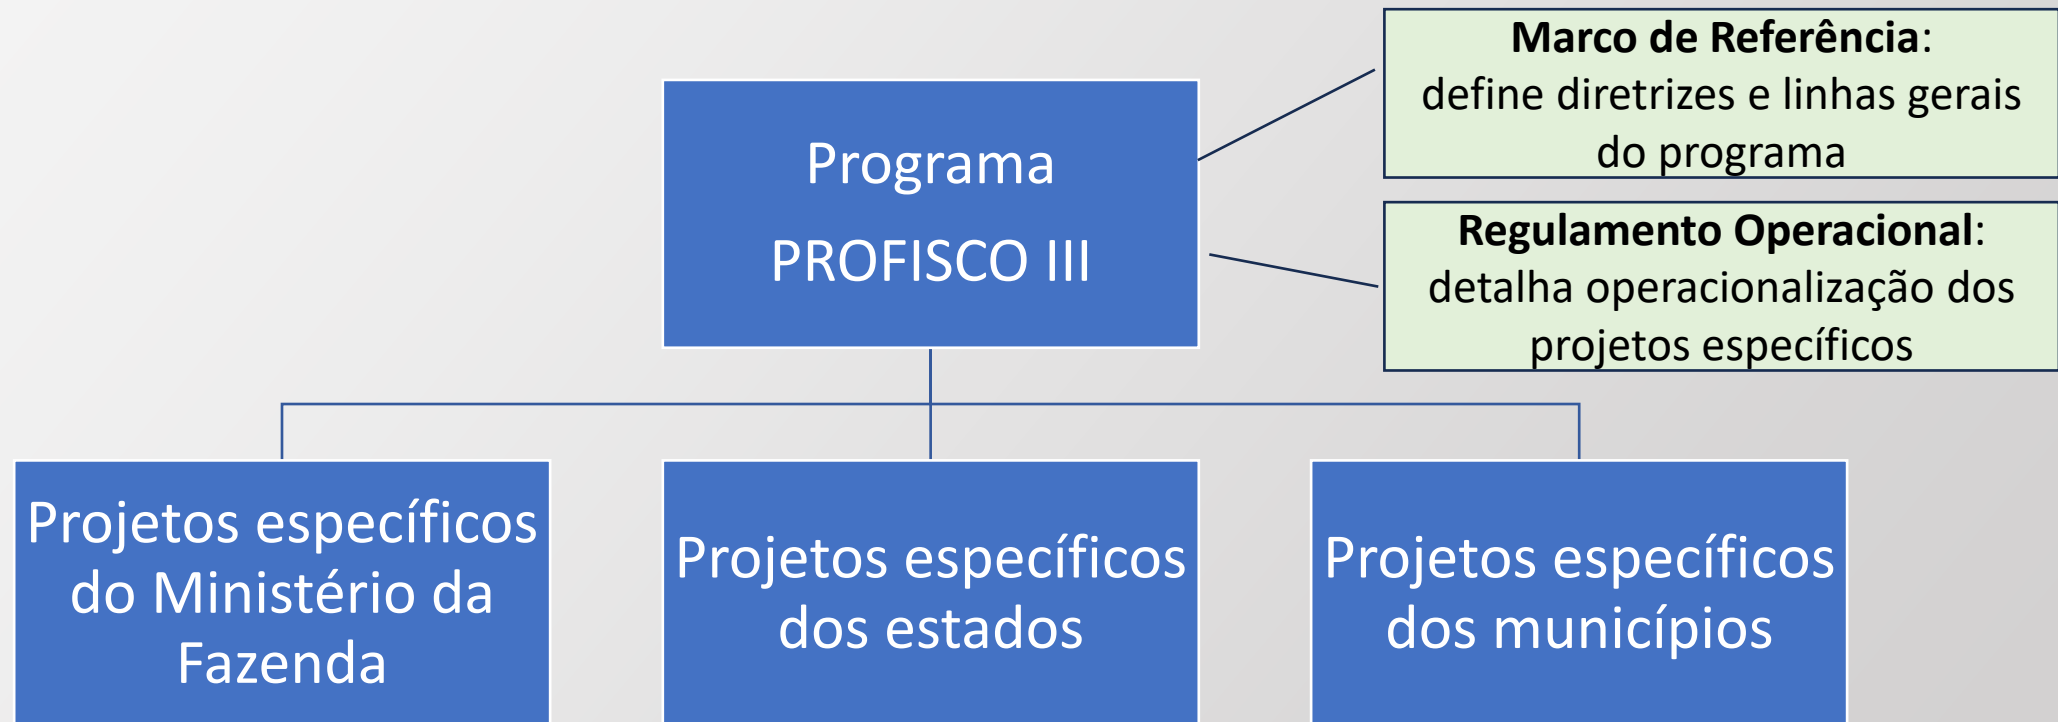 Marco de Referência:
define diretrizes e linhas gerais
do programa
Programa
PROFISCO III
Regulamento Operacional:
detalha operacionalização dos
projetos específicos
Projetos específicos
do Ministério da
Fazenda
Projetos específicos
dos estados
Projetos específicos
dos municípios